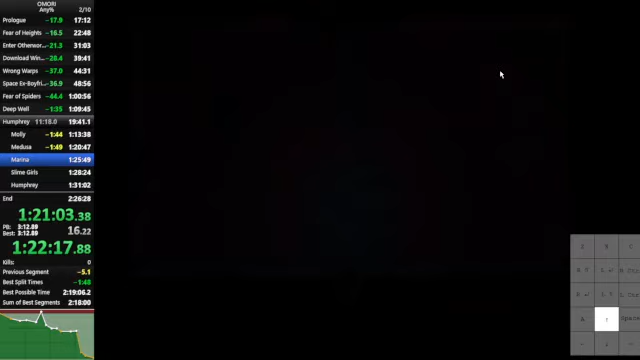 OMORI
Any% 2/10
Prologue -17.9 17:12
Fear of Heights -16.5 22:48
Enter Otherwor... -21.3 31:03
Download Win... -28.4 39:41
Wrong Warps -37.0 44:31
Space Ex-Boyfri... -36.9 48:56
Fear of Spiders -44.4 1:00:56
Deep Well -1:35 1:09:45
Humphrey 11:18.0 19:41.1
Molly -1:44 1:13:38
Medusa -1:49 1:20:47
Marina 1:25:49
Slime Girls 1:28:24
Humphrey 1:31:02
End 2:26:28
1:21:03.38
PB: 3:12.89
Best: 3:12.89 16.22
1:22:17.88
Kills: 0
Previous Segment -5.1
Best Split Times -1:48
Best Possible Time 2:19:06.2
Sum of Best Segments 2:18:00
A ↑ Space
← ↓ →